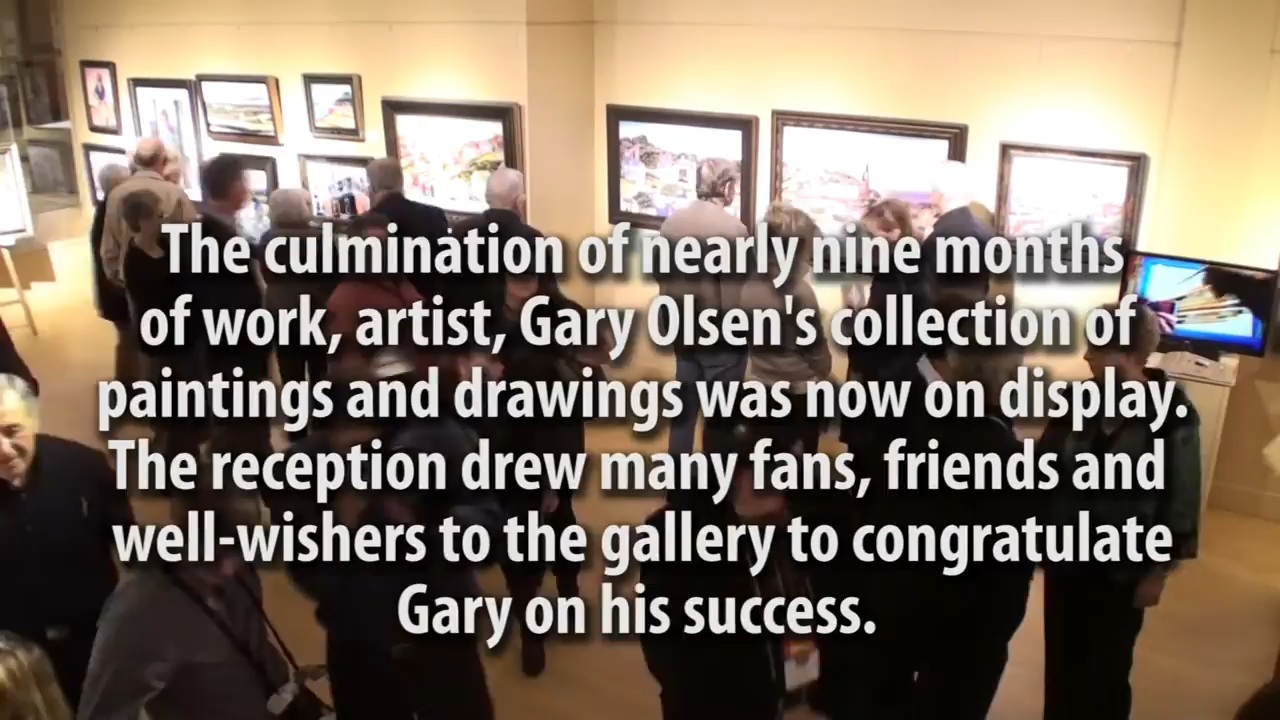 The culmination of nearly nine months
of work, artist, Gary Olsen's collection of
paintings and drawings was now on display.
The reception drew many fans, friends and
well-wishers to the gallery to congratulate
Gary on his success.